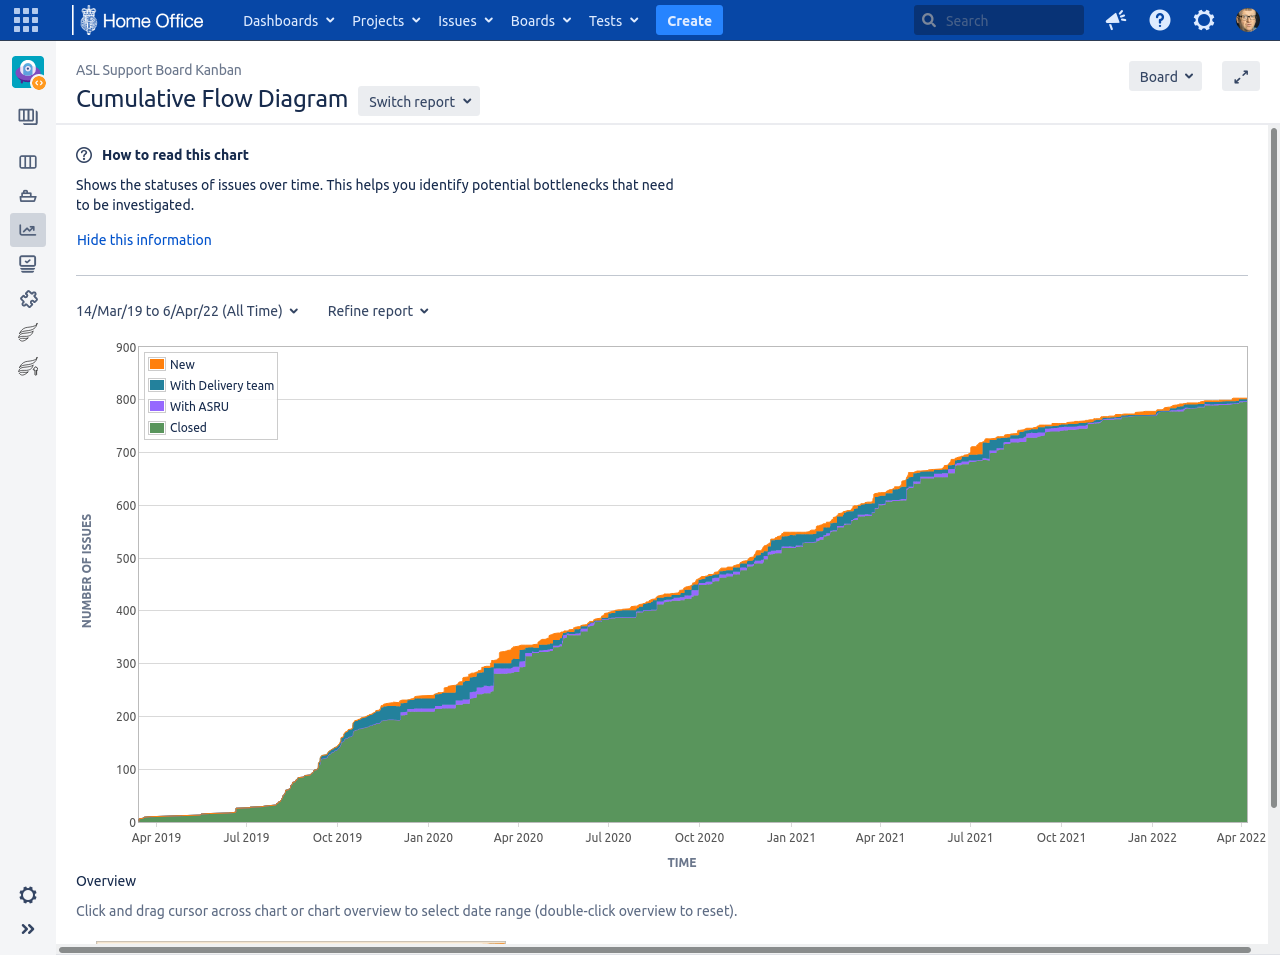 Home Office
Dashboards Projects Issues Boards Tests Create Search
ASL Support Board Kanban
Cumulative Flow Diagram Switch report Board
How to read this chart
Shows the statuses of issues over time. This helps you identify potential bottlenecks that need
to be investigated.
Hide this information
14/Mar/19 to 6/Apr/22 (All Time) Refine report
New
With Delivery team
With ASRU
Closed
900
800
700
600
500
400
300
200
100
0
NUMBER OF ISSUES
Apr 2019 Jul 2019 Oct 2019 Jan 2020 Apr 2020 Jul 2020 Oct 2020 Jan 2021 Apr 2021 Jul 2021 Oct 2021 Jan 2022 Apr 2022
TIME
Overview
Click and drag cursor across chart or chart overview to select date range (double-click overview to reset).